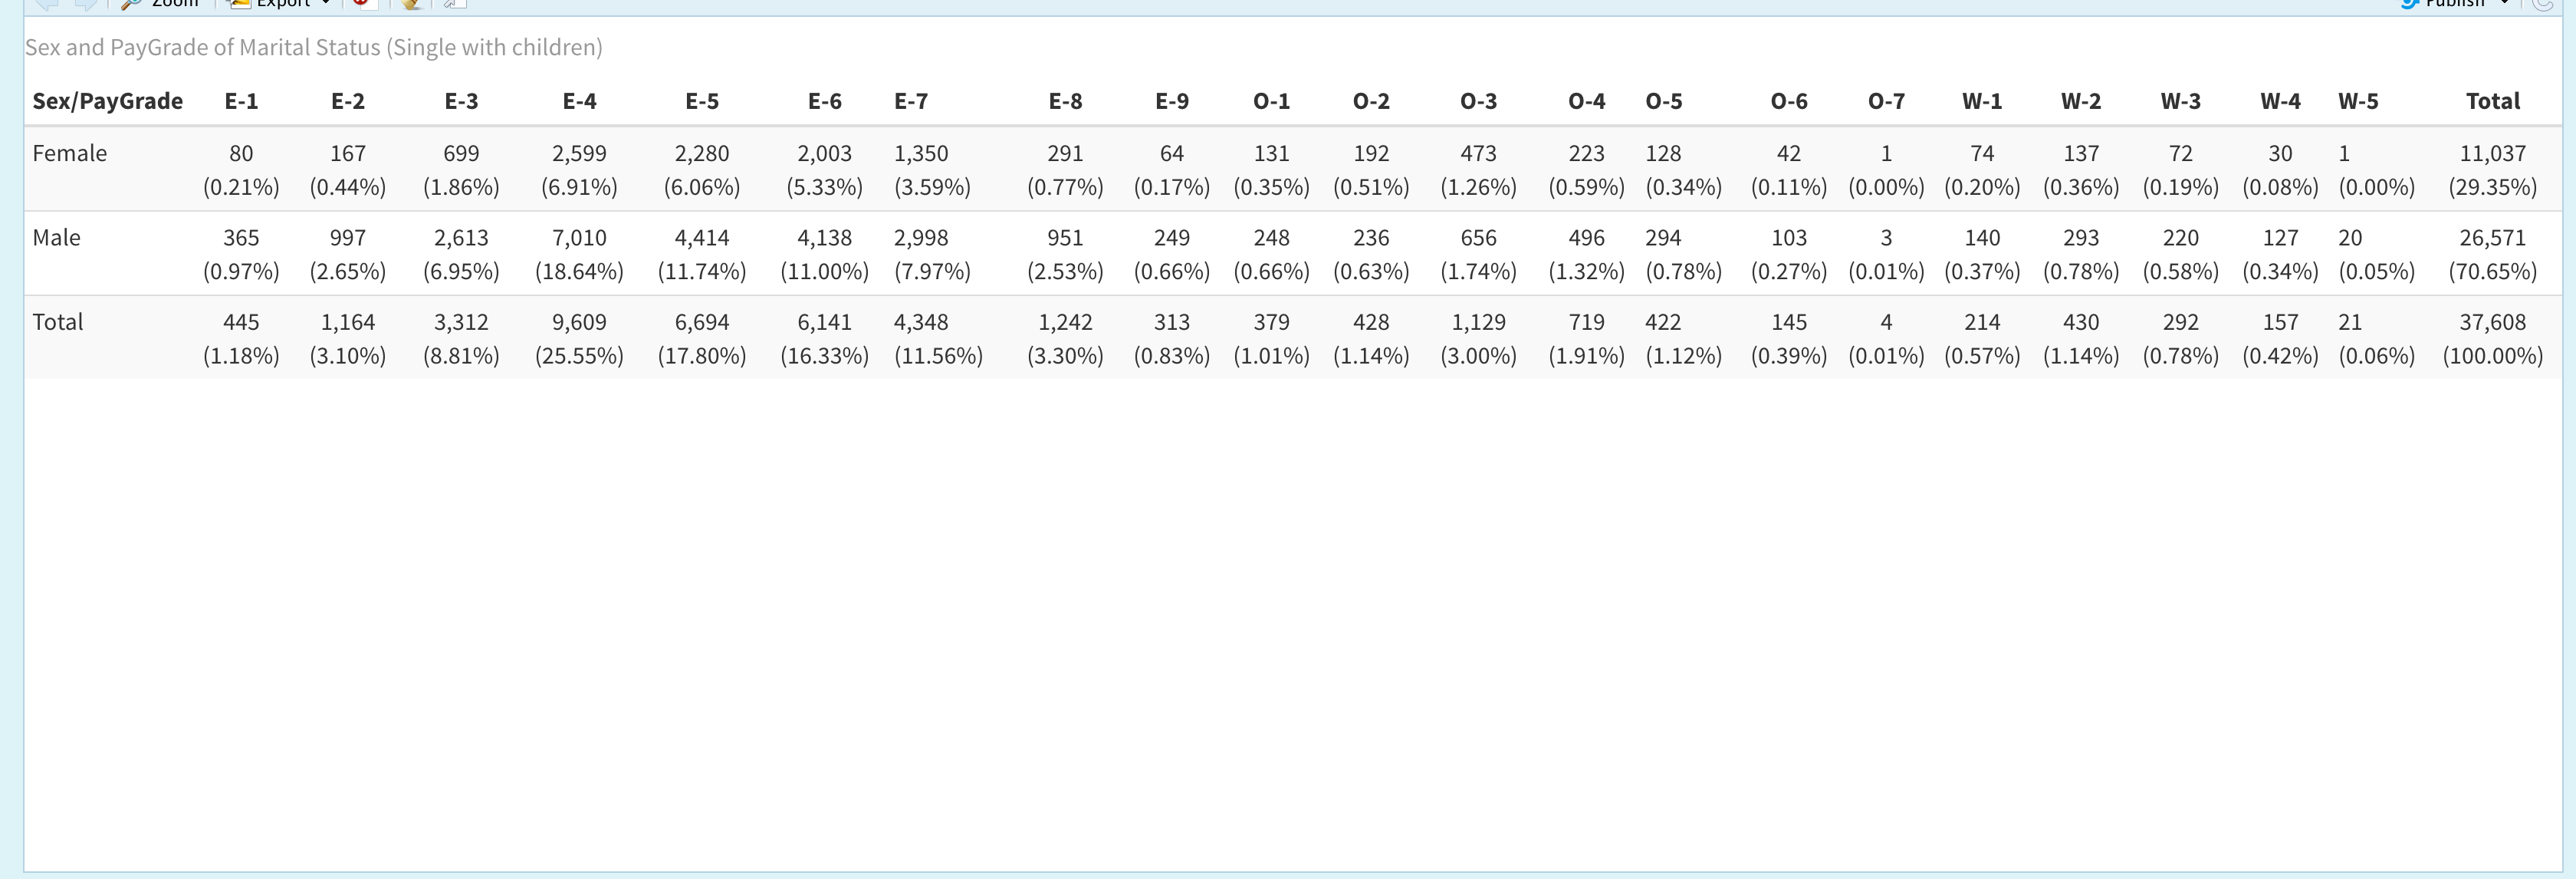 Zoom Export Publish
Sex and PayGrade of Marital Status (Single with children)
Sex/PayGrade E-1 E-2 E-3 E-4 E-5 E-6 E-7 E-8 E-9 O-1 O-2 O-3 O-4 O-5 O-6 O-7 W-1 W-2 W-3 W-4 W-5 Total
Female 80 167 699 2,599 2,280 2,003 1,350 291 64 131 192 473 223 128 42 1 74 137 72 30 1 11,037
(0.21%) (0.44%) (1.86%) (6.91%) (6.06%) (5.33%) (3.59%) (0.77%) (0.17%) (0.35%) (0.51%) (1.26%) (0.59%) (0.34%) (0.11%) (0.00%) (0.20%) (0.36%) (0.19%) (0.08%) (0.00%) (29.35%)
Male 365 997 2,613 7,010 4,414 4,138 2,998 951 249 248 236 656 496 294 103 3 140 293 220 127 20 26,571
(0.97%) (2.65%) (6.95%) (18.64%) (11.74%) (11.00%) (7.97%) (2.53%) (0.66%) (0.66%) (0.63%) (1.74%) (1.32%) (0.78%) (0.27%) (0.01%) (0.37%) (0.78%) (0.58%) (0.34%) (0.05%) (70.65%)
Total 445 1,164 3,312 9,609 6,694 6,141 4,348 1,242 313 379 428 1,129 719 422 145 4 214 430 292 157 21 37,608
(1.18%) (3.10%) (8.81%) (25.55%) (17.80%) (16.33%) (11.56%) (3.30%) (0.83%) (1.01%) (1.14%) (3.00%) (1.91%) (1.12%) (0.39%) (0.01%) (0.57%) (1.14%) (0.78%) (0.42%) (0.06%) (100.00%)